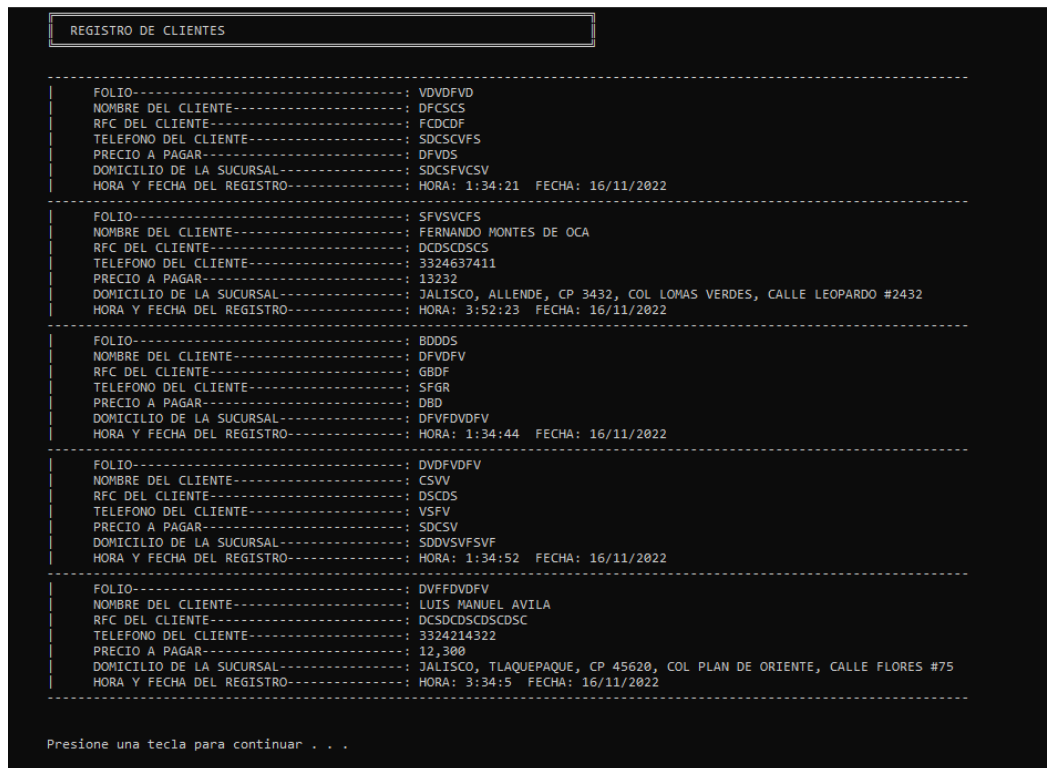 REGISTRO DE CLIENTES
FOLIO-----------------------------------: VDVDFVD
NOMBRE DEL CLIENTE----------------------: DFCSCS
RFC DEL CLIENTE-------------------------: FCDCDF
TELEFONO DEL CLIENTE--------------------: SDCSCVFS
PRECIO A PAGAR--------------------------: DFVDS
DOMICILIO DE LA SUCURSAL----------------: SDCSFVCSV
HORA Y FECHA DEL REGISTRO---------------: HORA: 1:34:21  FECHA: 16/11/2022
FOLIO-----------------------------------: SFVSVCFS
NOMBRE DEL CLIENTE----------------------: FERNANDO MONTES DE OCA
RFC DEL CLIENTE-------------------------: DCDSCDSCS
TELEFONO DEL CLIENTE--------------------: 3324637411
PRECIO A PAGAR--------------------------: 13232
DOMICILIO DE LA SUCURSAL----------------: JALISCO, ALLENDE, CP 3432, COL LOMAS VERDES, CALLE LEOPARDO #2432
HORA Y FECHA DEL REGISTRO---------------: HORA: 3:52:23  FECHA: 16/11/2022
FOLIO-----------------------------------: BDDDS
NOMBRE DEL CLIENTE----------------------: DFVDFV
RFC DEL CLIENTE-------------------------: GBDF
TELEFONO DEL CLIENTE--------------------: SFGR
PRECIO A PAGAR--------------------------: DBD
DOMICILIO DE LA SUCURSAL----------------: DFVFDVDFV
HORA Y FECHA DEL REGISTRO---------------: HORA: 1:34:44  FECHA: 16/11/2022
FOLIO-----------------------------------: DVDFVDFV
NOMBRE DEL CLIENTE----------------------: CSVV
RFC DEL CLIENTE-------------------------: DSCDS
TELEFONO DEL CLIENTE--------------------: VSFV
PRECIO A PAGAR--------------------------: SDCSV
DOMICILIO DE LA SUCURSAL----------------: SDDVSVFSVF
HORA Y FECHA DEL REGISTRO---------------: HORA: 1:34:52  FECHA: 16/11/2022
FOLIO-----------------------------------: DVFFDVDFV
NOMBRE DEL CLIENTE----------------------: LUIS MANUEL AVILA
RFC DEL CLIENTE-------------------------: DCSDCDSCDSCDSC
TELEFONO DEL CLIENTE--------------------: 3324214322
PRECIO A PAGAR--------------------------: 12,300
DOMICILIO DE LA SUCURSAL----------------: JALISCO, TLAQUEPAQUE, CP 45620, COL PLAN DE ORIENTE, CALLE FLORES #75
HORA Y FECHA DEL REGISTRO---------------: HORA: 3:34:5  FECHA: 16/11/2022
Presione una tecla para continuar . . .